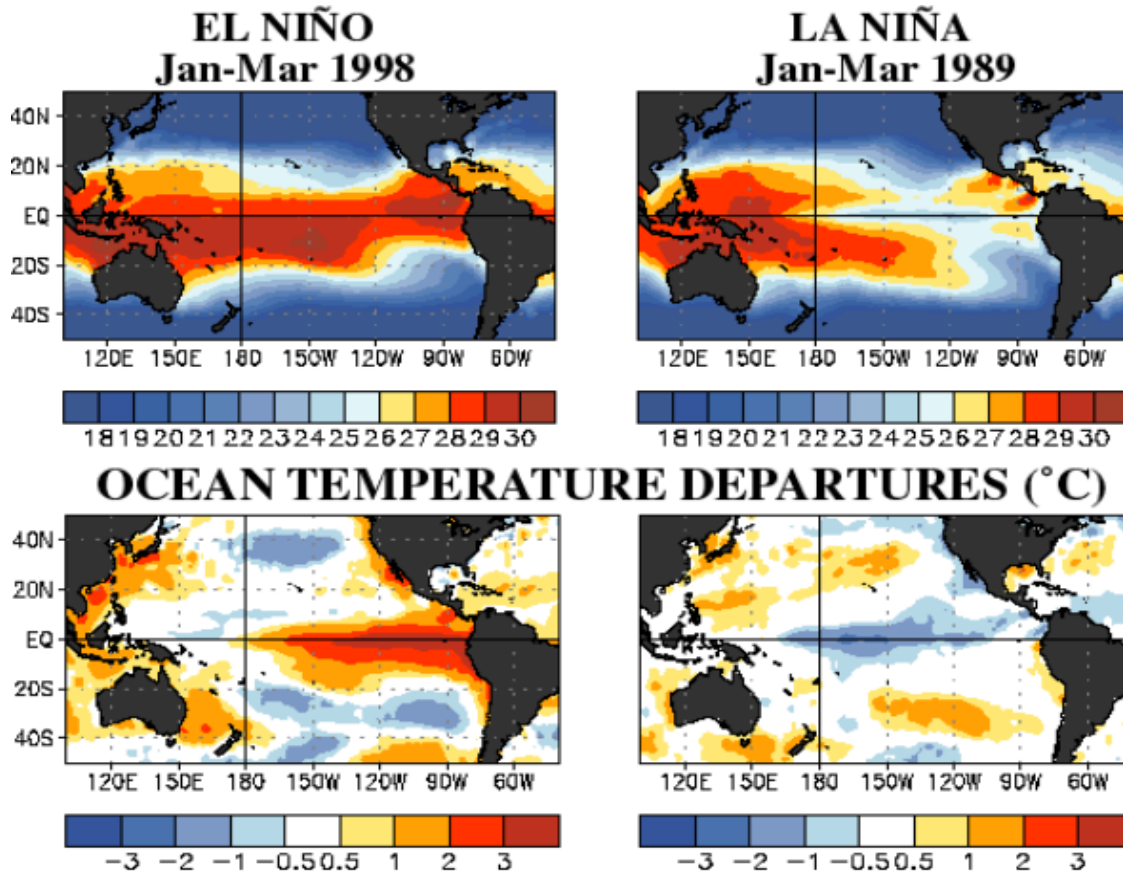 EL NIÑO
Jan-Mar 1998
LA NIÑA
Jan-Mar 1989
40N
20N
EQ
20S
40S
120E 150E 180 150W 120W 90W 60W
120E 150E 180 150W 120W 90W 60W
18 19 20 21 22 23 24 25 26 27 28 29 30
18 19 20 21 22 23 24 25 26 27 28 29 30
OCEAN TEMPERATURE DEPARTURES (°C)
40N
20N
EQ
20S
40S
120E 150E 180 150W 120W 90W 60W
120E 150E 180 150W 120W 90W 60W
-3 -2 -1 -0.5 0.5 1 2 3
-3 -2 -1 -0.5 0.5 1 2 3